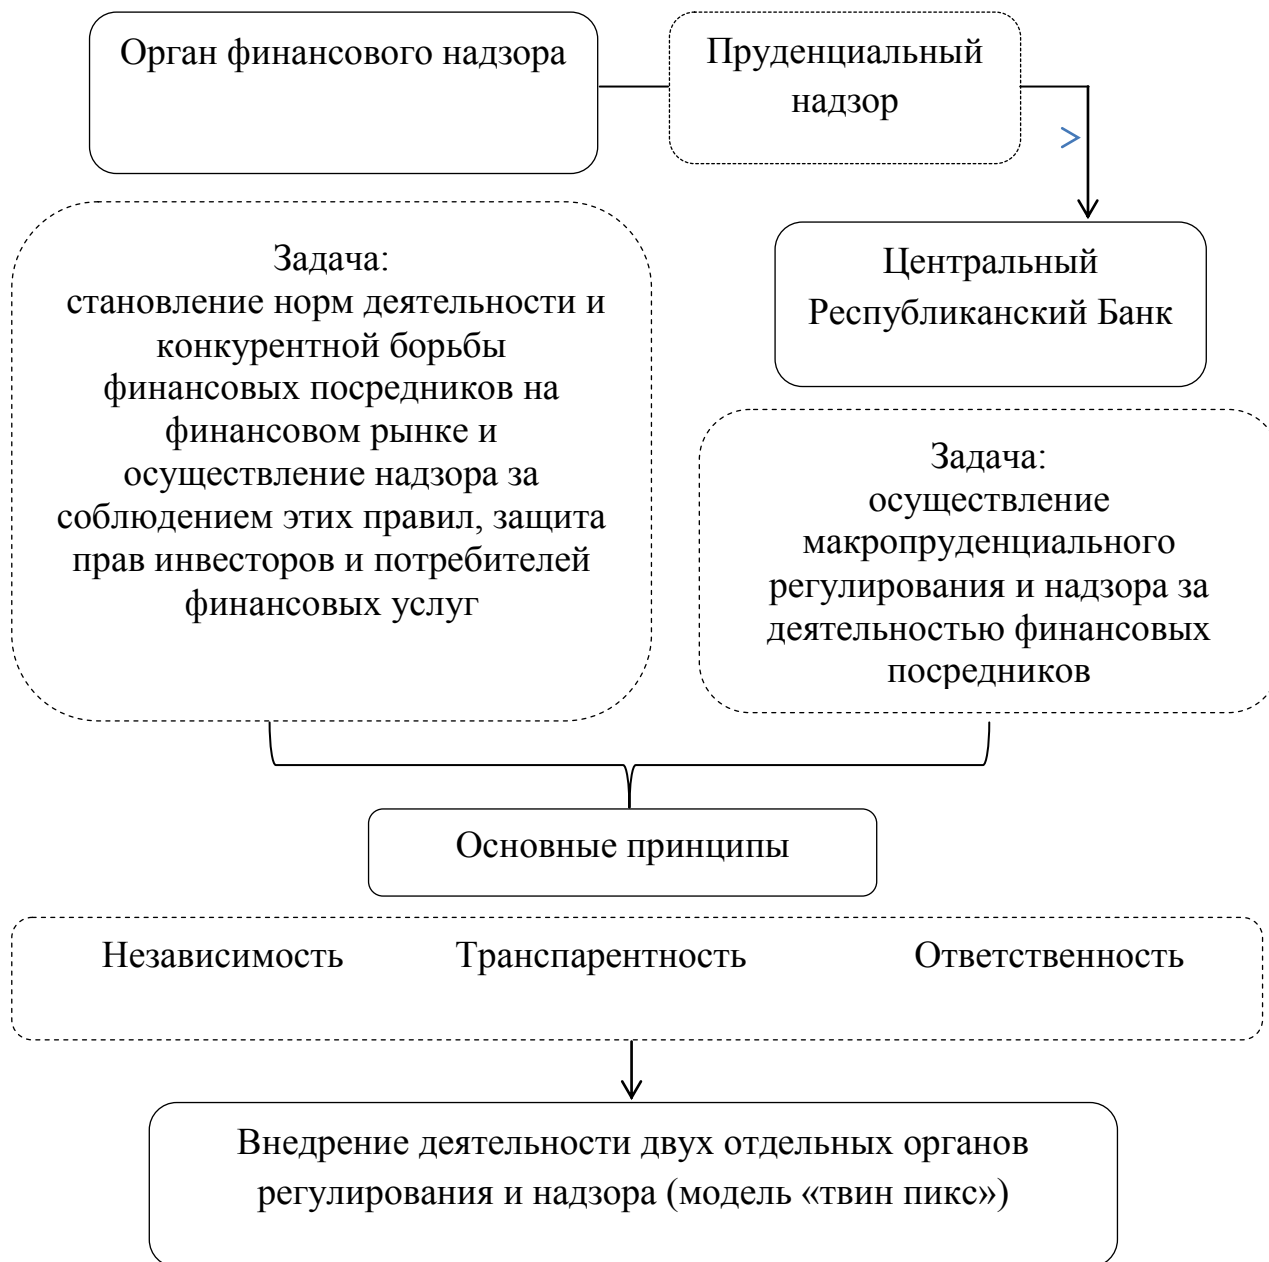 Орган финансового надзора
Пруденциальный
надзор
Центральный
Республиканский Банк
Задача:
становление норм деятельности и
конкурентной борьбы
финансовых посредников на
финансовом рынке и
осуществление надзора за
соблюдением этих правил, защита
прав инвесторов и потребителей
финансовых услуг
Задача:
осуществление
макропруденциального
регулирования и надзора за
деятельностью финансовых
посредников
Основные принципы
Независимость Транспарентность Ответственность
Внедрение деятельности двух отдельных органов
регулирования и надзора (модель «твин пикс»)